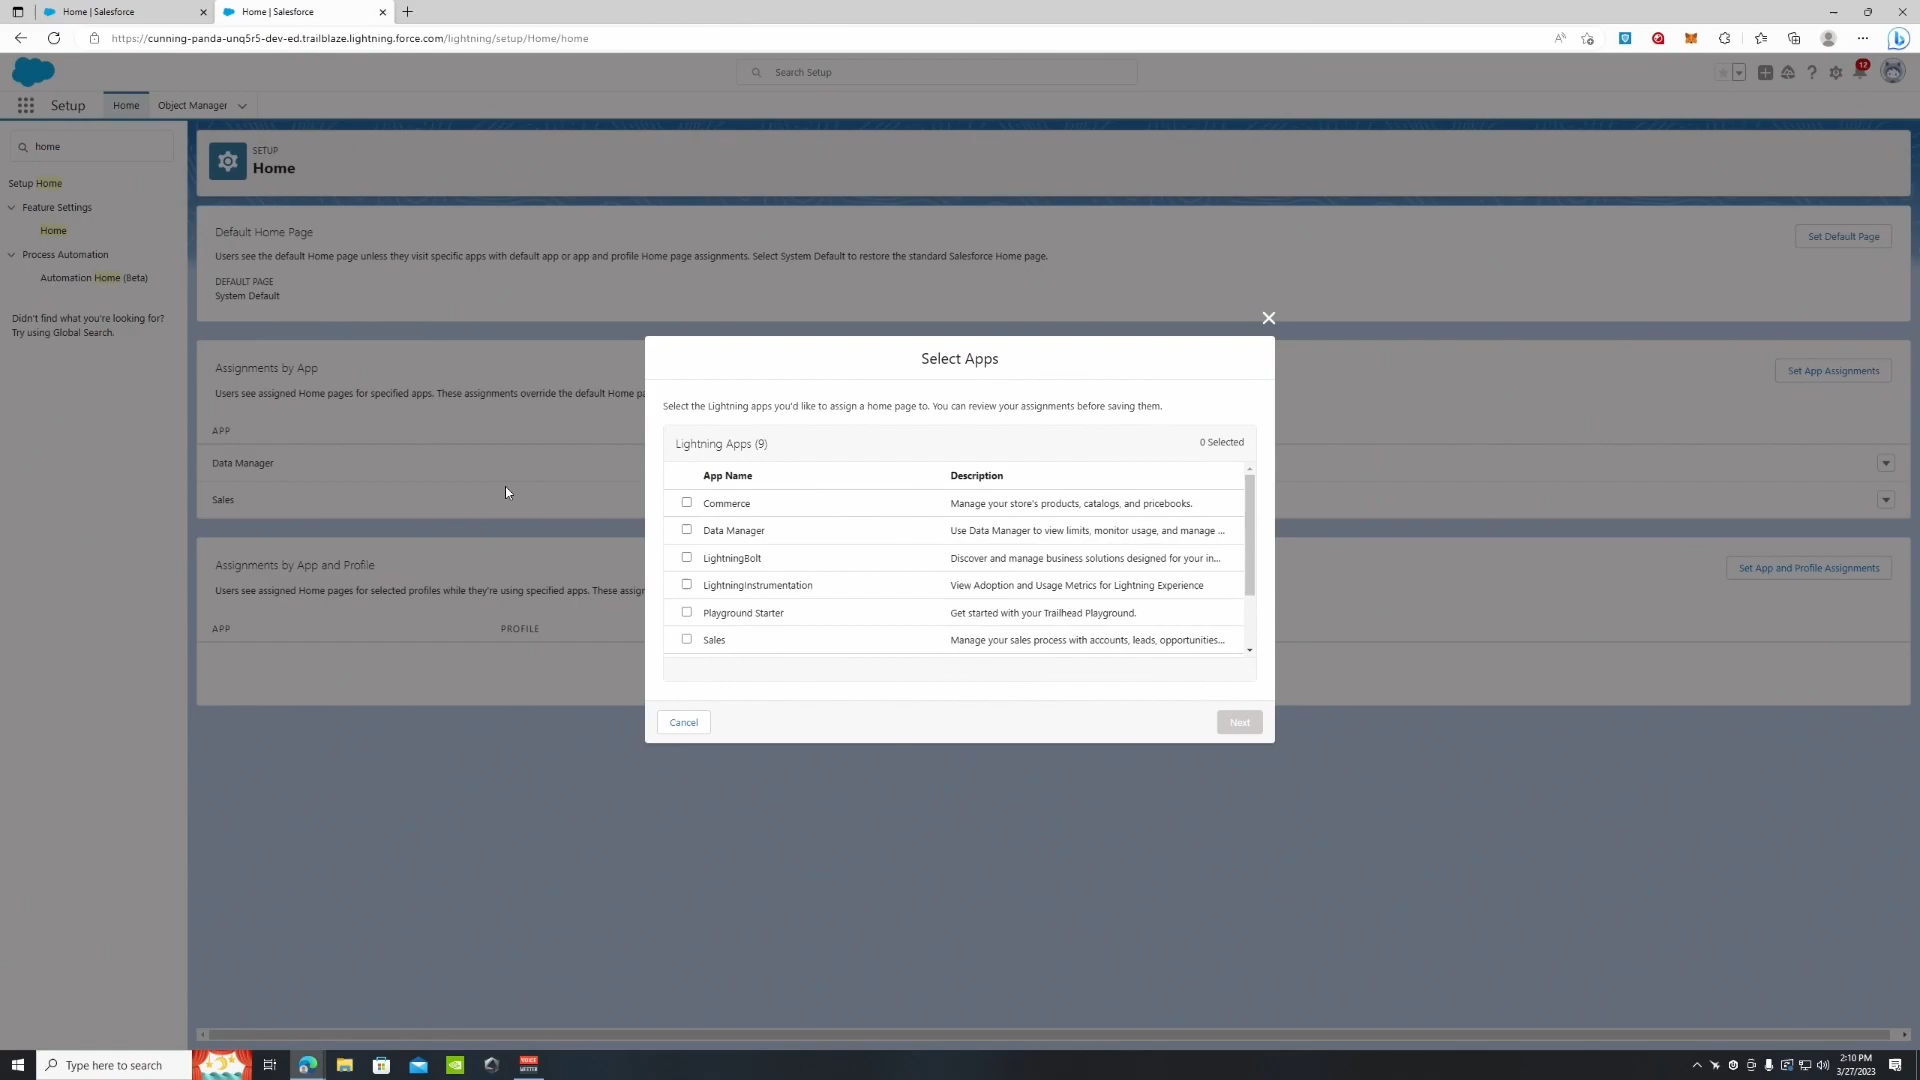 Home | Salesforce
Home | Salesforce
https://cunning-panda-unq5r5-dev-ed.trailblaze.lightning.force.com/lightning/setup/Home/home
Search Setup
12
Setup
Home
Object Manager
home
Setup Home
Feature Settings
Home
Process Automation
Automation Home (Beta)
Didn't find what you're looking for?
Try using Global Search.
SETUP
Home
Default Home Page
Set Default Page
Users see the default Home page unless they visit specific apps with default app or app and profile Home page assignments. Select System Default to restore the standard Salesforce Home page.
DEFAULT PAGE
System Default
Assignments by App
Set App Assignments
Users see assigned Home pages for specified apps. These assignments override the default Home pa
APP
Data Manager
Sales
Assignments by App and Profile
Set App and Profile Assignments
Users see assigned Home pages for selected profiles while they're using specified apps. These assign
APP
PROFILE
Select Apps
Select the Lightning apps you'd like to assign a home page to. You can review your assignments before saving them.
Lightning Apps (9)
0 Selected
App Name
Description
Commerce
Manage your store's products, catalogs, and pricebooks.
Data Manager
Use Data Manager to view limits, monitor usage, and manage ...
LightningBolt
Discover and manage business solutions designed for your in...
LightningInstrumentation
View Adoption and Usage Metrics for Lightning Experience
Playground Starter
Get started with your Trailhead Playground.
Sales
Manage your sales process with accounts, leads, opportunities...
Cancel
Next
Type here to search
2:10 PM
3/27/2023